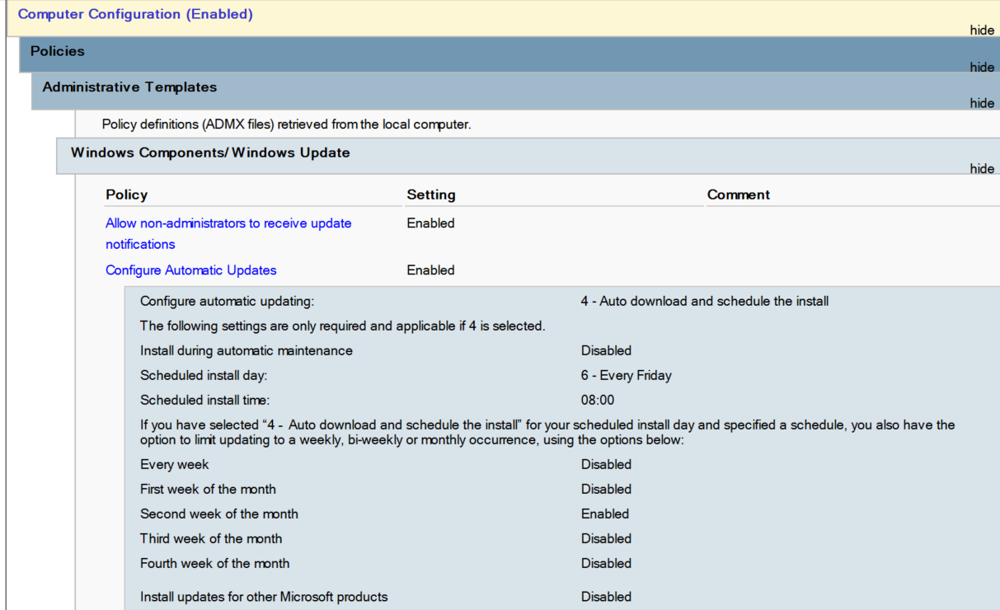 Computer Configuration (Enabled)
hide
Policies
hide
Administrative Templates
hide
Policy definitions (ADMX files) retrieved from the local computer.
Windows Components/Windows Update
hide
Policy Setting Comment
Allow non-administrators to receive update Enabled
notifications
Configure Automatic Updates Enabled
Configure automatic updating: 4 - Auto download and schedule the install
The following settings are only required and applicable if 4 is selected.
Install during automatic maintenance Disabled
Scheduled install day: 6 - Every Friday
Scheduled install time: 08:00
If you have selected “4 - Auto download and schedule the install” for your scheduled install day and specified a schedule, you also have the
option to limit updating to a weekly, bi-weekly or monthly occurrence, using the options below:
Every week Disabled
First week of the month Disabled
Second week of the month Enabled
Third week of the month Disabled
Fourth week of the month Disabled
Install updates for other Microsoft products Disabled